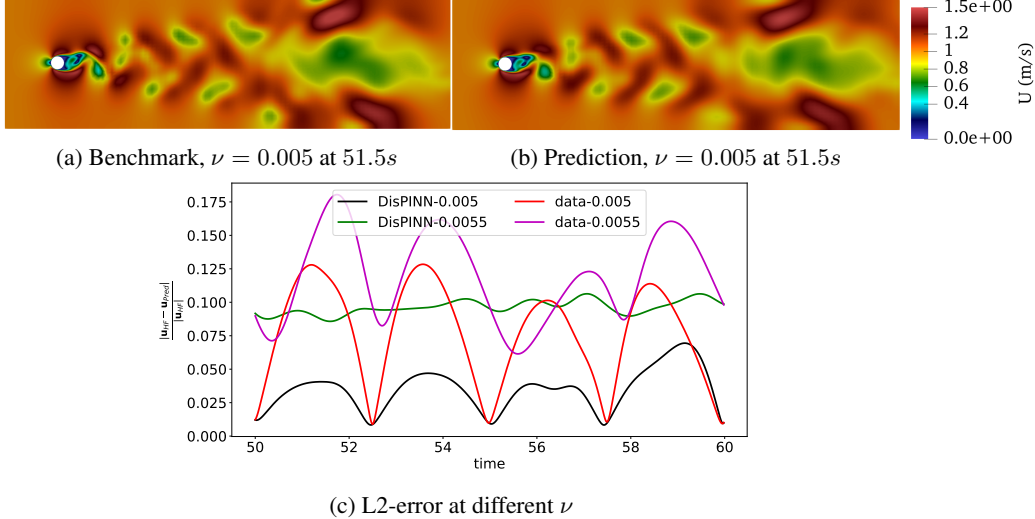 1.5e+00
1.2
1
0.8
0.6
0.4
0.0e+00
U (m/s)
(a) Benchmark, ν = 0.005 at 51.5s
(b) Prediction, ν = 0.005 at 51.5s
DisPINN-0.005
DisPINN-0.0055
data-0.005
data-0.0055
0.175
0.150
0.125
0.100
0.075
0.050
0.025
0.000
|u_HF − u_Pred|
|u_HF|
50 52 54 56 58 60
time
(c) L2-error at different ν